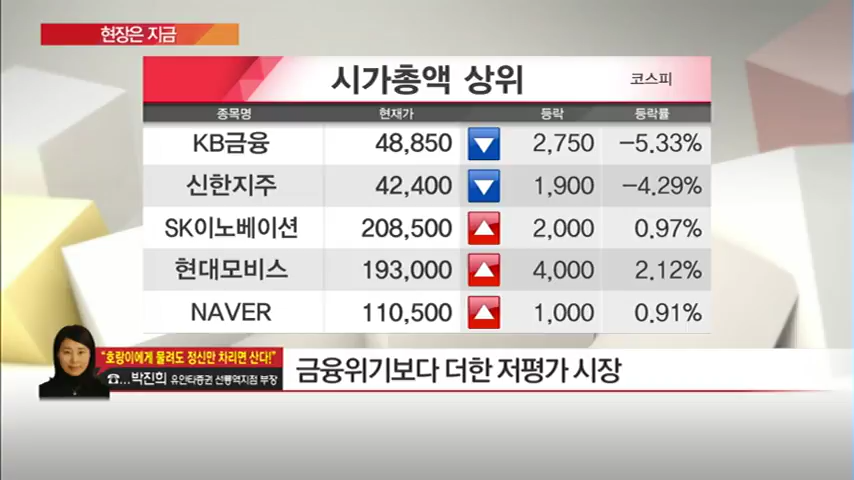 현장은 지금
시가총액 상위 코스피
종목명 현재가 등락 등락률
KB금융 48,850 ▼ 2,750 -5.33%
신한지주 42,400 ▼ 1,900 -4.29%
SK이노베이션 208,500 ▲ 2,000 0.97%
현대모비스 193,000 ▲ 4,000 2.12%
NAVER 110,500 ▲ 1,000 0.91%
"호랑이에게 물려도 정신만 차리면 산다!"
☎... 박진희 유안타증권 선릉역지점 부장
금융위기보다 더한 저평가 시장